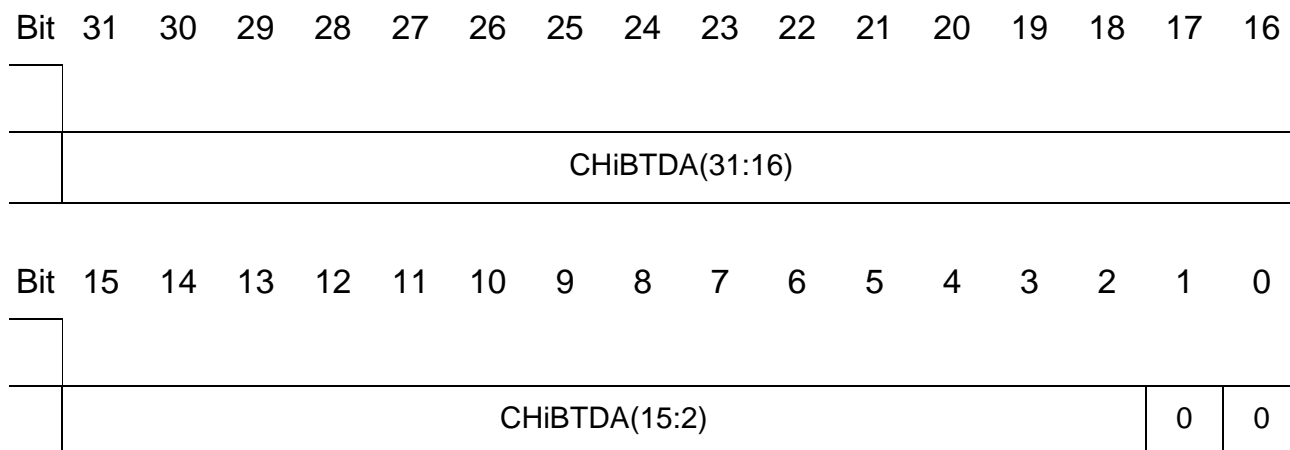 Bit 31 30 29 28 27 26 25 24 23 22 21 20 19 18 17 16
CHiBTDA(31:16)
Bit 15 14 13 12 11 10 9 8 7 6 5 4 3 2 1 0
CHiBTDA(15:2) 0 0